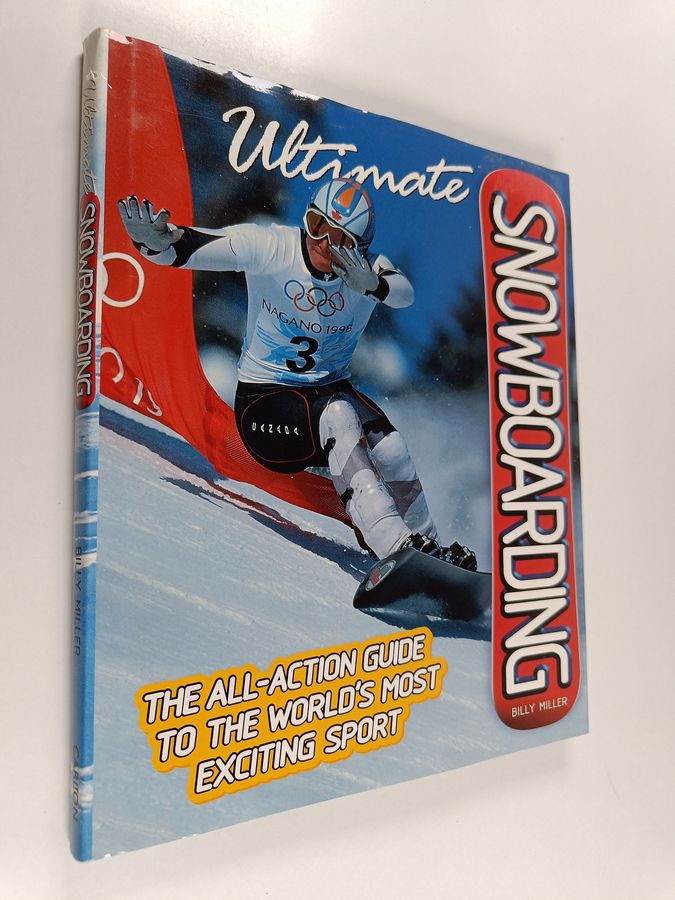 Ultimate
SNOWBOARDING
BILLY MILLER
NAGANO 1998
3
CANADA
THE ALL-ACTION GUIDE
TO THE WORLD'S MOST
EXCITING SPORT
Ultimate
SNOWBOARDING
BILLY MILLER
CARLTON